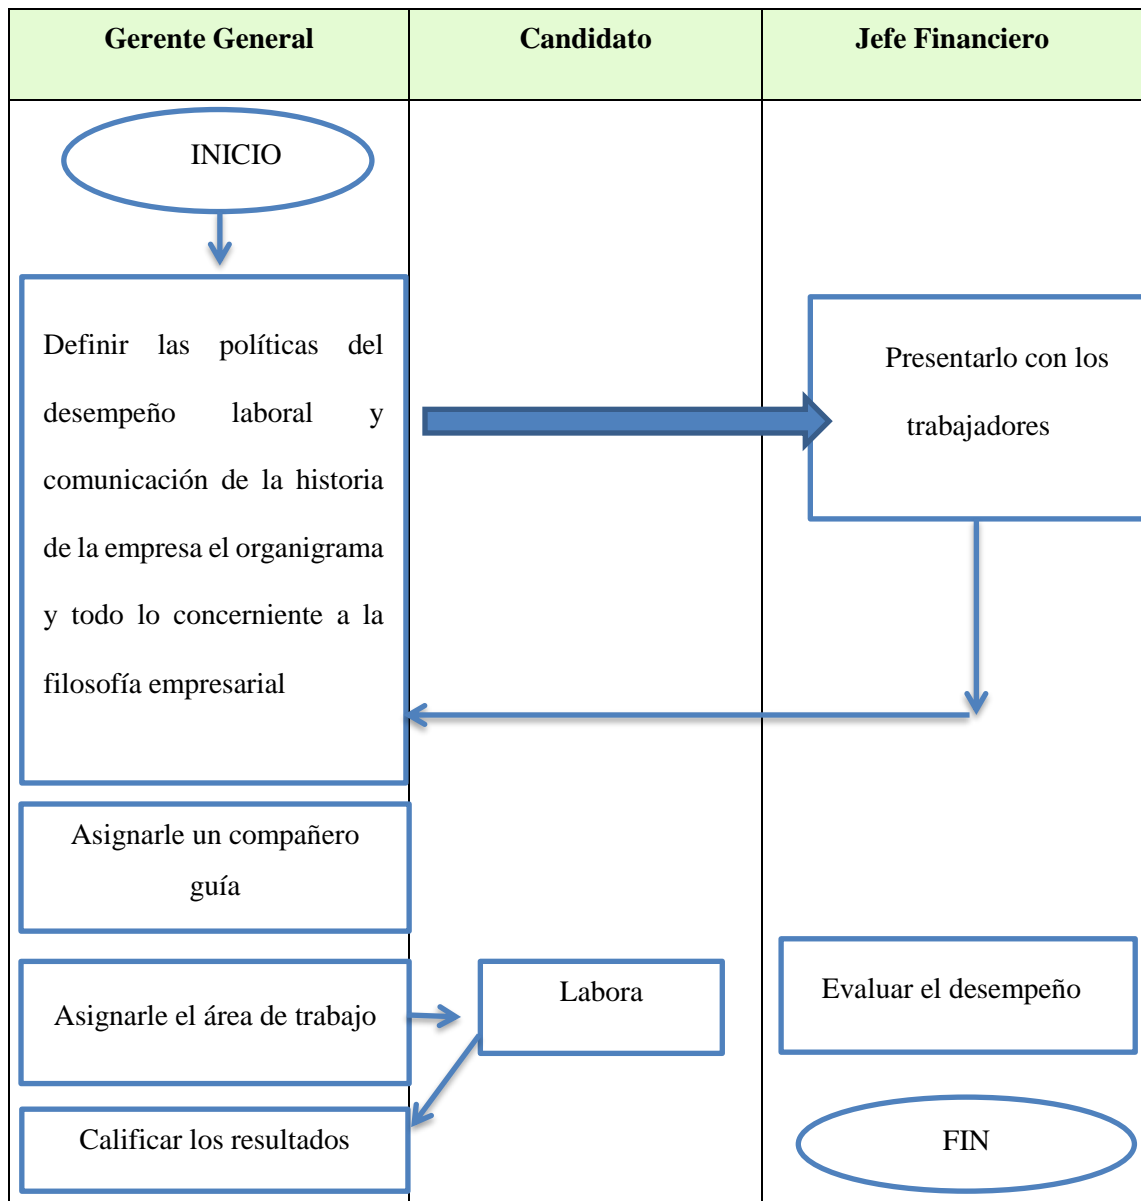 Gerente General
Candidato
Jefe Financiero
INICIO
Definir las políticas del
desempeño laboral y
comunicación de la historia
de la empresa el organigrama
y todo lo concerniente a la
filosofía empresarial
Presentarlo con los
trabajadores
Asignarle un compañero
guía
Asignarle el área de trabajo
Labora
Evaluar el desempeño
Calificar los resultados
FIN